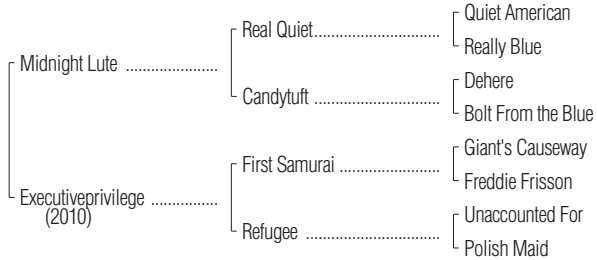 Quiet American
Real Quiet
Really Blue
Midnight Lute
Dehere
Candytuft
Bolt From the Blue
Giant's Causeway
First Samurai
Freddie Frisson
Executiveprivilege
(2010)
Unaccounted For
Refugee
Polish Maid